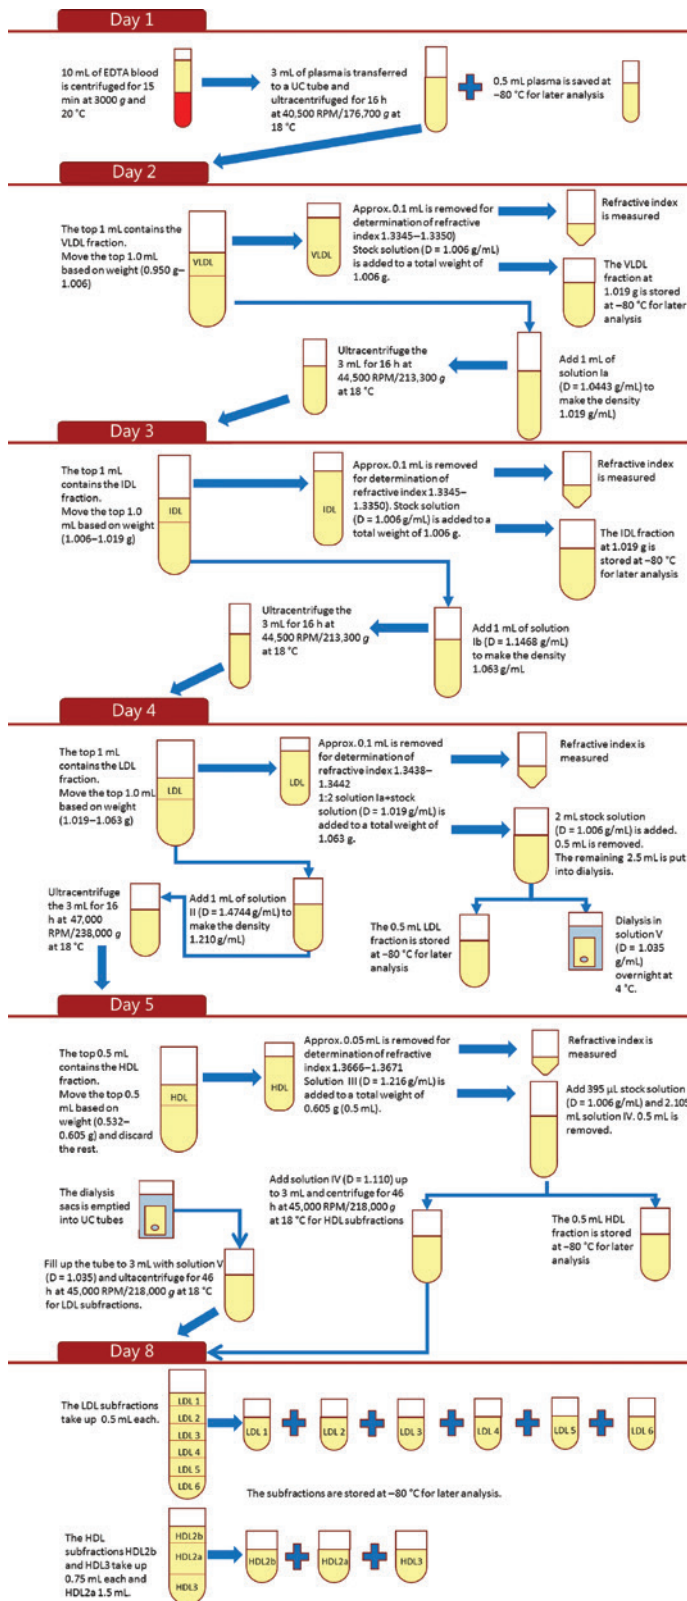 Day 1
10 mL of EDTA blood
is centrifuged for 15
min at 3000 g and
20 °C
3 mL of plasma is transferred
to a UC tube and
ultracentrifuged for 16 h
at 40,500 RPM/176,700 g at
18 °C
0.5 mL plasma is saved at
–80 °C for later analysis
Day 2
The top 1 mL contains the
VLDL fraction.
Move the top 1.0 mL
based on weight (0.950 g–
1.006)
VLDL
VLDL
Approx. 0.1 mL is removed for
determination of refractive
index 1.3345–1.3350)
Stock solution (D = 1.006 g/mL)
is added to a total weight of
1.006 g.
Refractive index
is measured
The VLDL
fraction at
1.019 g is stored
at –80 °C for later
analysis
Ultracentrifuge the
3 mL for 16 h at
44,500 RPM/213,300 g
at 18 °C
Add 1 mL of
solution Ia
(D = 1.0443 g/mL) to
make the density
1.019 g/mL)
Day 3
The top 1 mL
contains the IDL
fraction.
Move the top 1.0
mL based on weight
(1.006–1.019 g)
IDL
IDL
Approx. 0.1 mL is removed
for determination of
refractive index 1.3345–
1.3350). Stock solution
(D = 1.006 g/mL) is added to a
total weight of 1.006 g.
Refractive index
is measured
The IDL fraction
at 1.019 g is
stored at –80 °C
for later analysis
Ultracentrifuge the
3 mL for 16 h at
44,500 RPM/213,300 g
at 18 °C
Add 1 mL of solution
Ib (D = 1.1468 g/mL)
to make the density
1.063 g/mL
Day 4
The top 1 mL
contains the LDL
fraction.
Move the top 1.0 mL
based on weight
(1.019–1.063 g)
LDL
LDL
Approx. 0.1 mL is removed
for determination of
refractive index 1.3438–
1.3442
1:2 solution Ia+stock
solution (D = 1.019 g/mL) is
added to a total weight of
1.063 g.
Refractive index is
measured
2 mL stock solution
(D = 1.006 g/mL) is added.
0.5 mL is removed.
The remaining 2.5 mL is put
into dialysis.
Ultracentrifuge
the 3 mL for 16
h at 47,000
RPM/238,000 g
at 18 °C
Add 1 mL of solution
II (D = 1.4744 g/mL) to
make the density
1.210 g/mL)
The 0.5 mL LDL
fraction is stored
at –80 °C for later
analysis
Dialysis in
solution V
(D = 1.035
g/mL)
overnight at
4 °C.
Day 5
The top 0.5 mL
contains the HDL
fraction.
Move the top 0.5
mL based on
weight (0.532–
0.605 g) and discard
the rest.
HDL
HDL
Approx. 0.05 mL is removed for
determination of refractive
index 1.3666–1.3671
Solution III (D = 1.216 g/mL) is
added to a total weight of
0.605 g (0.5 mL).
Refractive index is
measured
Add 395 µL stock solution
(D = 1.006 g/mL) and 2.105
mL solution IV. 0.5 mL is
removed.
The dialysis
sacs is emptied
into UC tubes
Add solution IV (D = 1.110) up
to 3 mL and centrifuge for 46
h at 45,000 RPM/218,000 g
at 18 °C for HDL subfractions
The 0.5 mL HDL
fraction is stored
at –80 °C for later
analysis
Fill up the tube to 3 mL with solution V
(D = 1.035) and ultacentrifuge for 46
h at 45,000 RPM/218,000 g at 18 °C
for LDL subfractions.
Day 8
The LDL subfractions
take up 0.5 mL each.
LDL 1
LDL 2
LDL 3
LDL 4
LDL 5
LDL 6
LDL 1
LDL 2
LDL 3
LDL 4
LDL 5
LDL 6
The subfractions are stored at –80 °C for later analysis.
The HDL
subfractions HDL2b
and HDL3 take up
0.75 mL each and
HDL2a 1.5 mL.
HDL2b
HDL2a
HDL3
HDL2b
HDL2a
HDL3